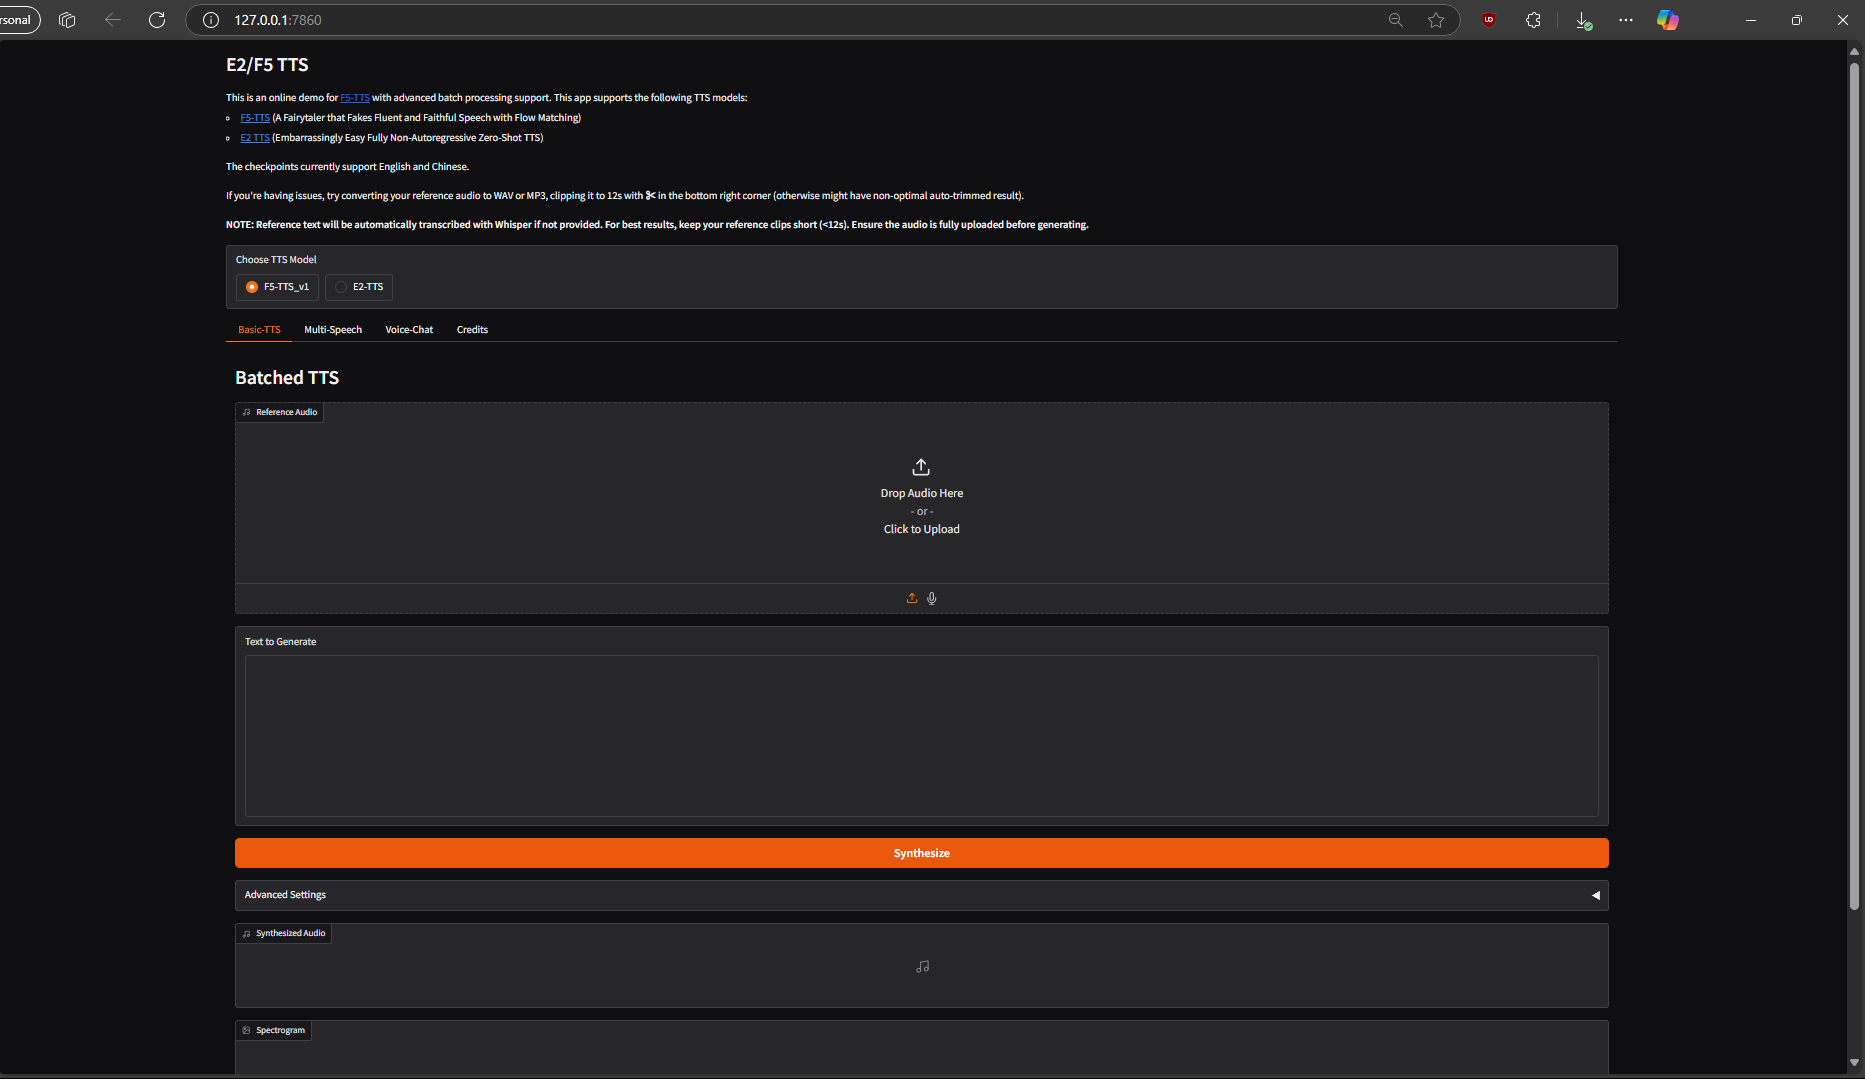 rsonal
127.0.0.1:7860
E2/F5 TTS
This is an online demo for F5-TTS with advanced batch processing support. This app supports the following TTS models:
F5-TTS (A Fairytaler that Fakes Fluent and Faithful Speech with Flow Matching)
E2 TTS (Embarrassingly Easy Fully Non-Autoregressive Zero-Shot TTS)
The checkpoints currently support English and Chinese.
If you're having issues, try converting your reference audio to WAV or MP3, clipping it to 12s with ✂ in the bottom right corner (otherwise might have non-optimal auto-trimmed result).
NOTE: Reference text will be automatically transcribed with Whisper if not provided. For best results, keep your reference clips short (<12s). Ensure the audio is fully uploaded before generating.
Choose TTS Model
F5-TTS_v1 E2-TTS
Basic-TTS Multi-Speech Voice-Chat Credits
Batched TTS
Reference Audio
Drop Audio Here
- or -
Click to Upload
Text to Generate
Synthesize
Advanced Settings
Synthesized Audio
Spectrogram